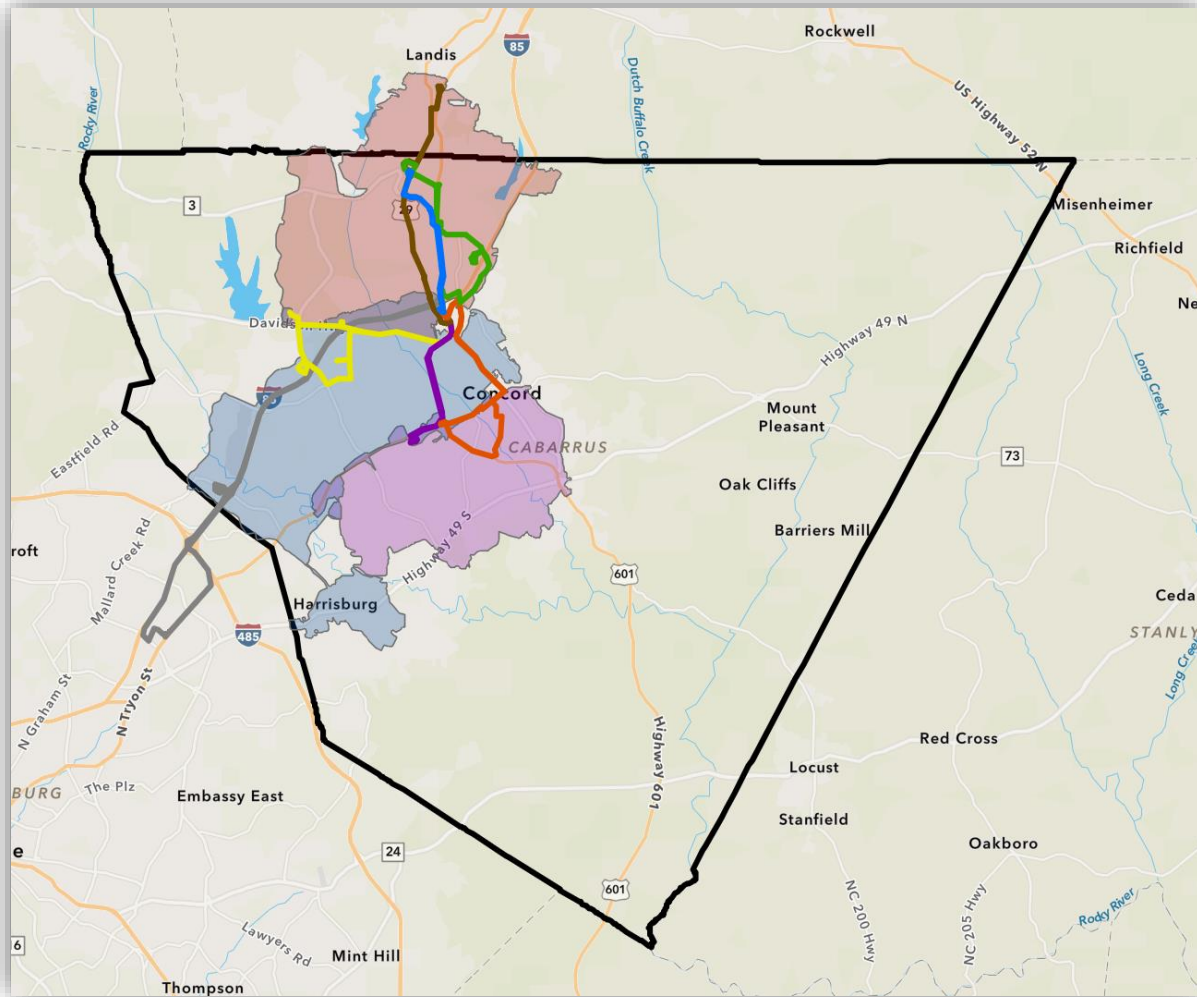 Rockwell
Landis
85
Rocky River
Dutch Buffalo Creek
US Highway 52 N
3
29
Misenheimer
Richfield
Ne
Highway 49 N
Long Creek
85
Concord
Mount
Pleasant
Eastfield Rd
CABARRUS
73
Oak Cliffs
Barriers Mill
roft
Mallard Creek Rd
Highway 49 S
601
Harrisburg
Ceda
STANLY
485
Long Creek
N Graham St
N Tryon St
Highway 601
Red Cross
Locust
BURG
The Plz
Embassy East
Stanfield
Oakboro
e
24
601
NC 200 Hwy
NC 205 Hwy
Rocky River
Lawyers Rd
16
Mint Hill
Thompson